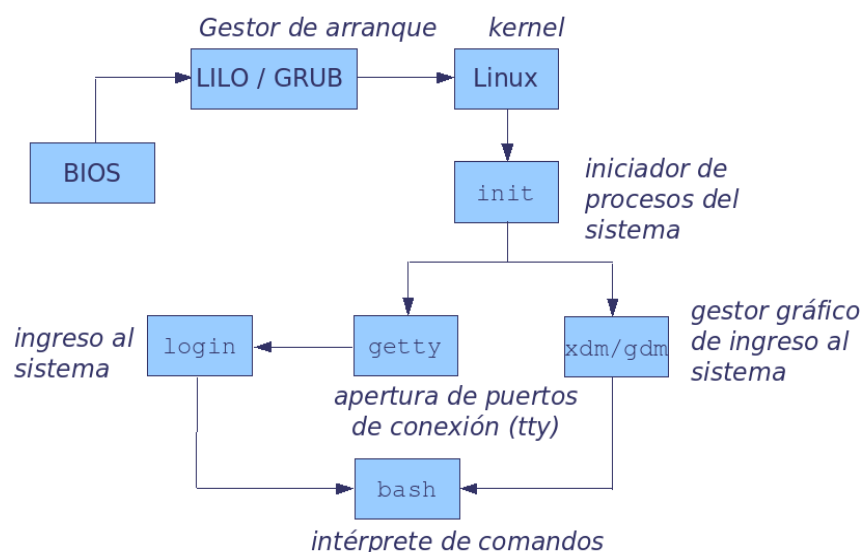 Gestor de arranque
kernel
LILO / GRUB
Linux
BIOS
init
iniciador de
procesos del
sistema
ingreso al
sistema
login
getty
xdm/gdm
gestor gráfico
de ingreso al
sistema
apertura de puertos
de conexión (tty)
bash
intérprete de comandos